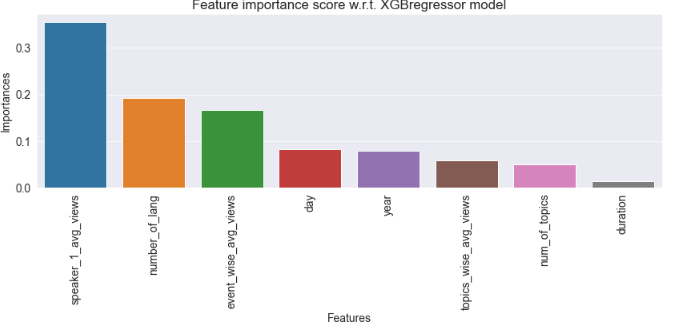 Feature importance score w.r.t. XGBregressor model
Importances
0.3
0.2
0.1
0.0
speaker_1_avg_views
number_of_lang
event_wise_avg_views
day
year
topics_wise_avg_views
num_of_topics
duration
Features